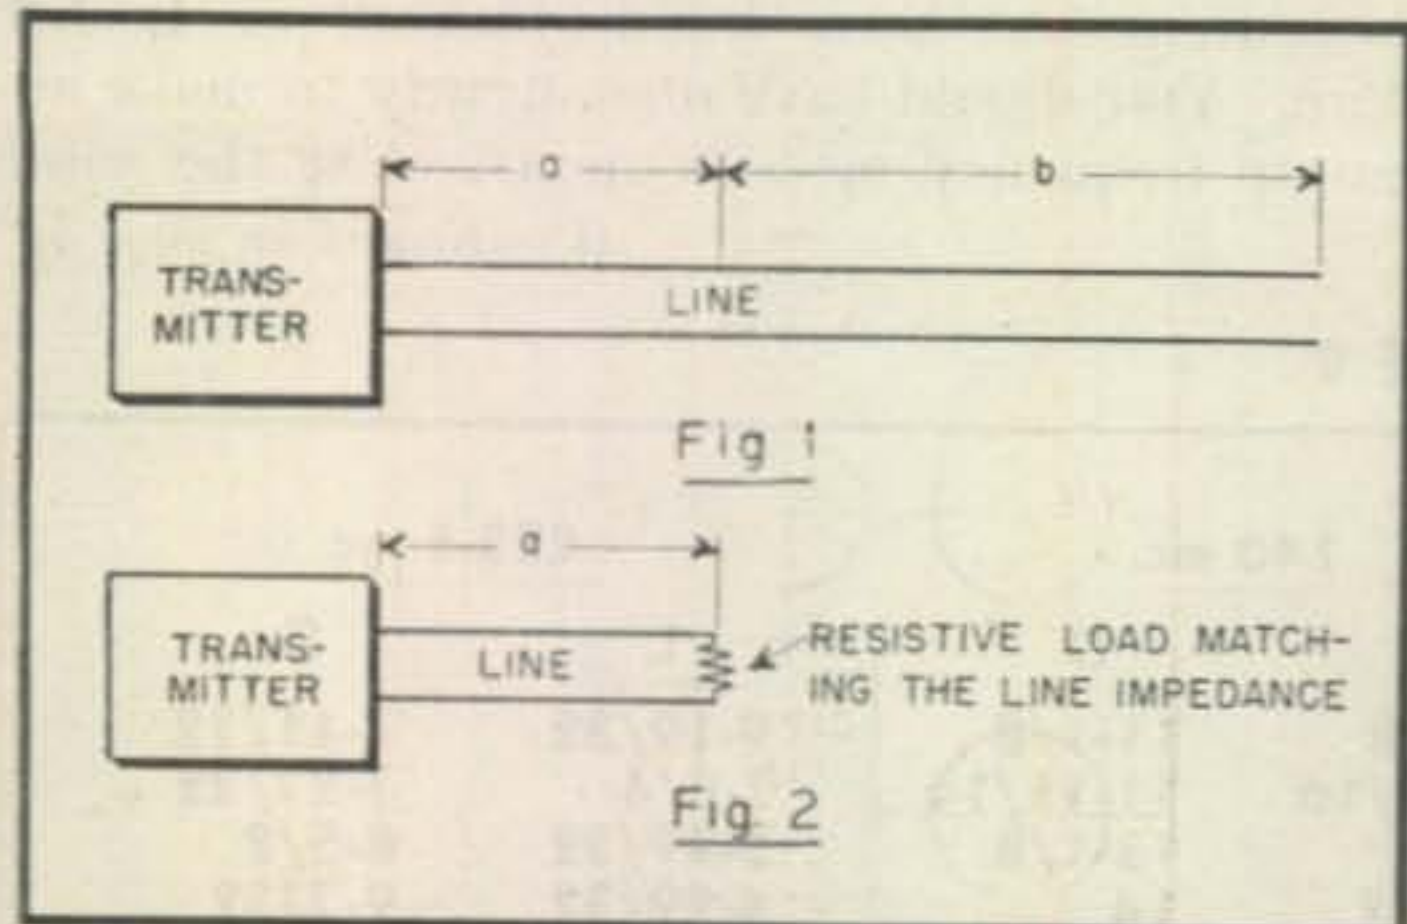 a
b
TRANS-
MITTER
LINE
Fig 1
a
TRANS-
MITTER
LINE
RESISTIVE LOAD MATCH-
ING THE LINE IMPEDANCE
Fig 2